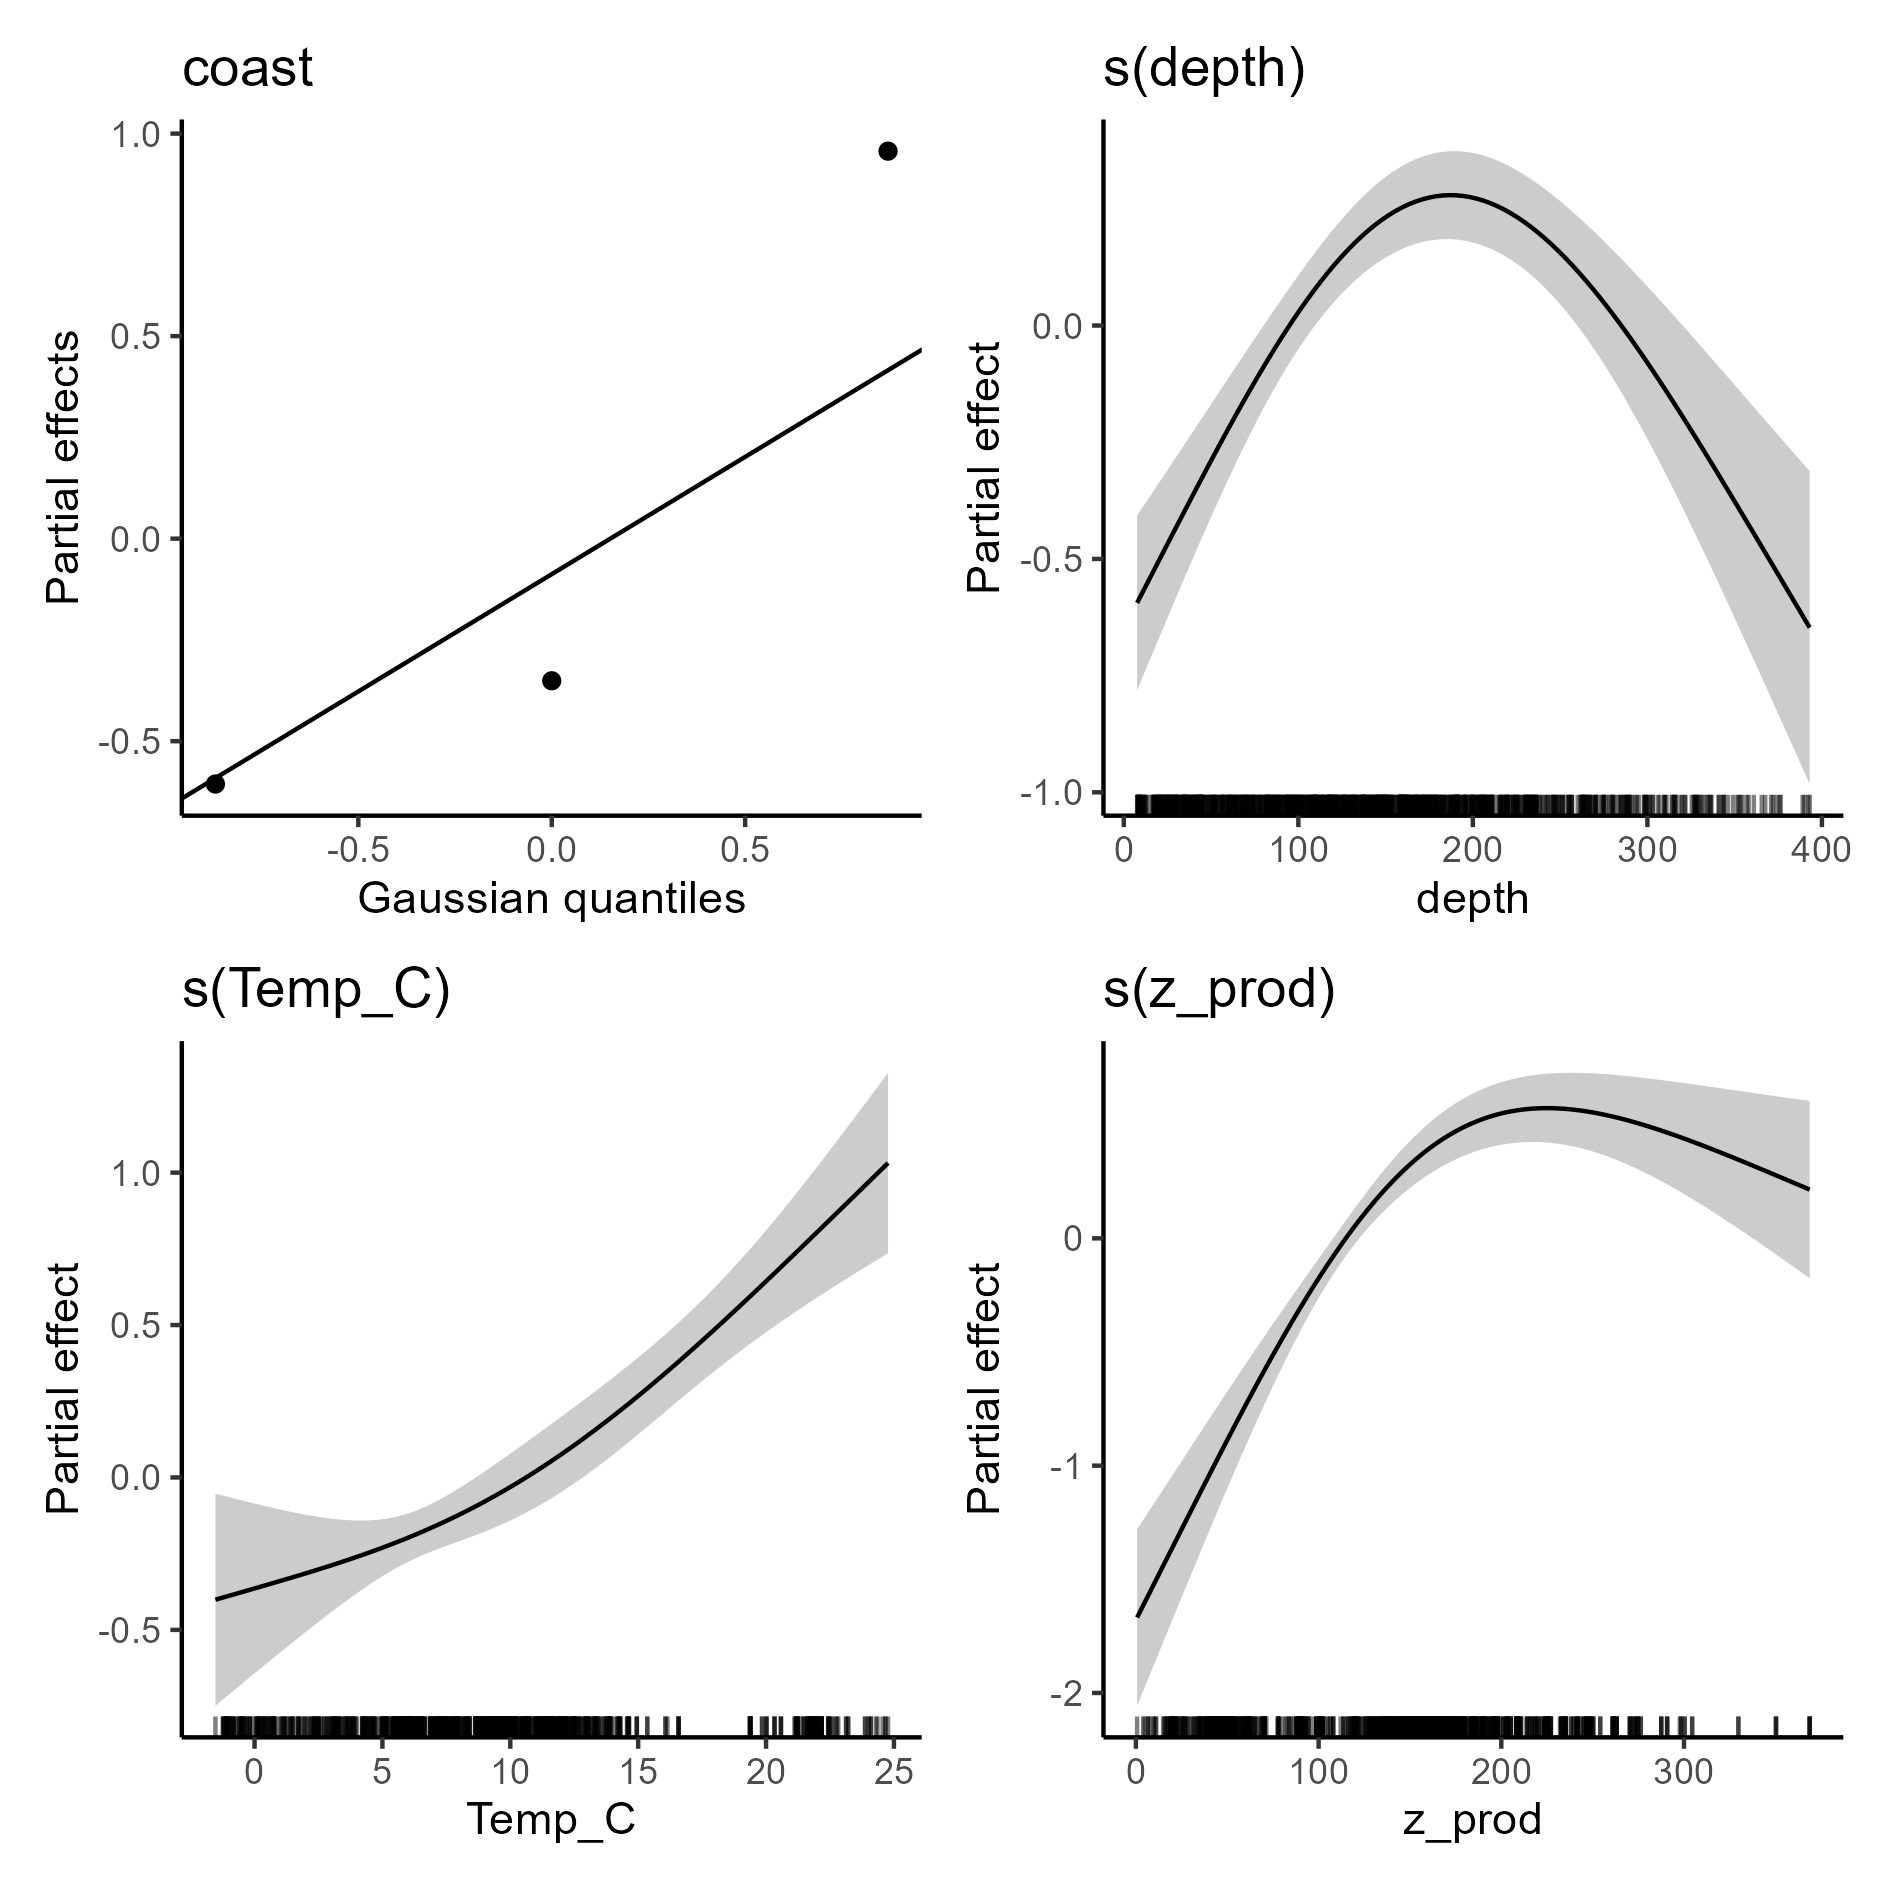 coast
1.0
0.5
0.0
-0.5
Partial effects
-0.5 0.0 0.5
Gaussian quantiles
s(depth)
0.0
-0.5
-1.0
Partial effect
0 100 200 300 400
depth
s(Temp_C)
1.0
0.5
0.0
-0.5
Partial effect
0 5 10 15 20 25
Temp_C
s(z_prod)
0
-1
-2
Partial effect
0 100 200 300
z_prod